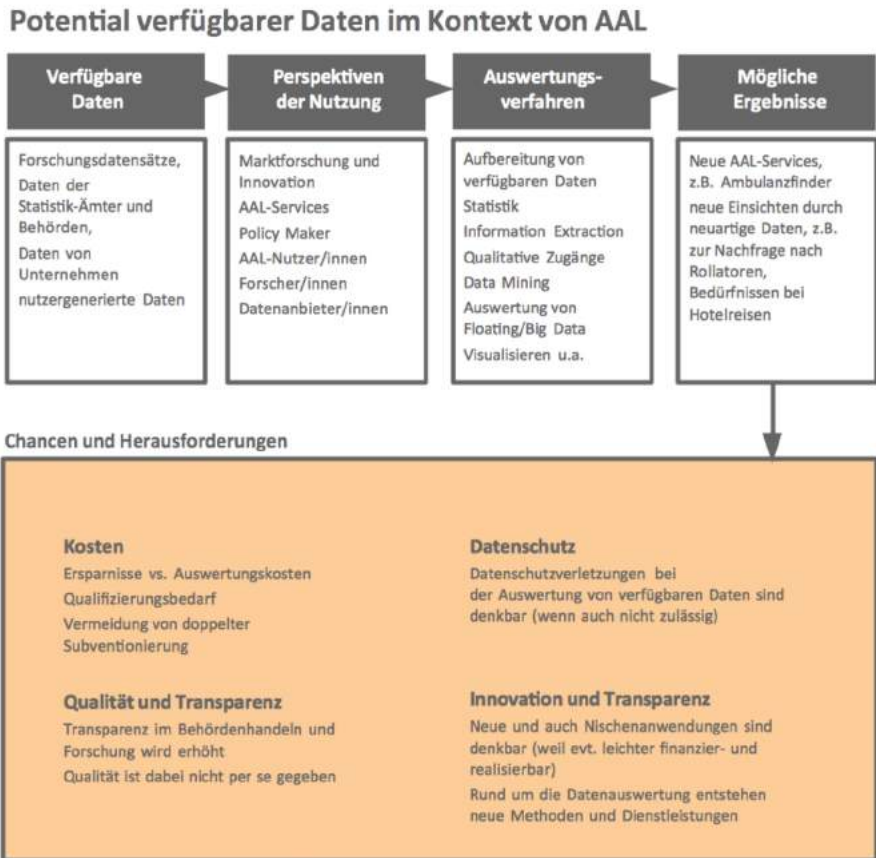 Potential verfügbarer Daten im Kontext von AAL
Verfügbare
Daten
Forschungsdatensätze,
Daten der
Statistik-Ämter und
Behörden,
Daten von
Unternehmen
nutzergenerierte Daten
Perspektiven
der Nutzung
Marktforschung und
Innovation
AAL-Services
Policy Maker
AAL-Nutzer/innen
Forscher/innen
Datenanbieter/innen
Auswertungs-
verfahren
Aufbereitung von
verfügbaren Daten
Statistik
Information Extraction
Qualitative Zugänge
Data Mining
Auswertung von
Floating/Big Data
Visualisieren u.a.
Mögliche
Ergebnisse
Neue AAL-Services,
z.B. Ambulanzfinder
neue Einsichten durch
neuartige Daten, z.B.
zur Nachfrage nach
Rollatoren,
Bedürfnissen bei
Hotelreisen
Chancen und Herausforderungen
Kosten
Ersparnisse vs. Auswertungskosten
Qualifizierungsbedarf
Vermeidung von doppelter
Subventionierung
Datenschutz
Datenschutzverletzungen bei
der Auswertung von verfügbaren Daten sind
denkbar (wenn auch nicht zulässig)
Qualität und Transparenz
Transparenz im Behördenhandeln und
Forschung wird erhöht
Qualität ist dabei nicht per se gegeben
Innovation und Transparenz
Neue und auch Nischenanwendungen sind
denkbar (weil evt. leichter finanzier- und
realisierbar)
Rund um die Datenauswertung entstehen
neue Methoden und Dienstleistungen